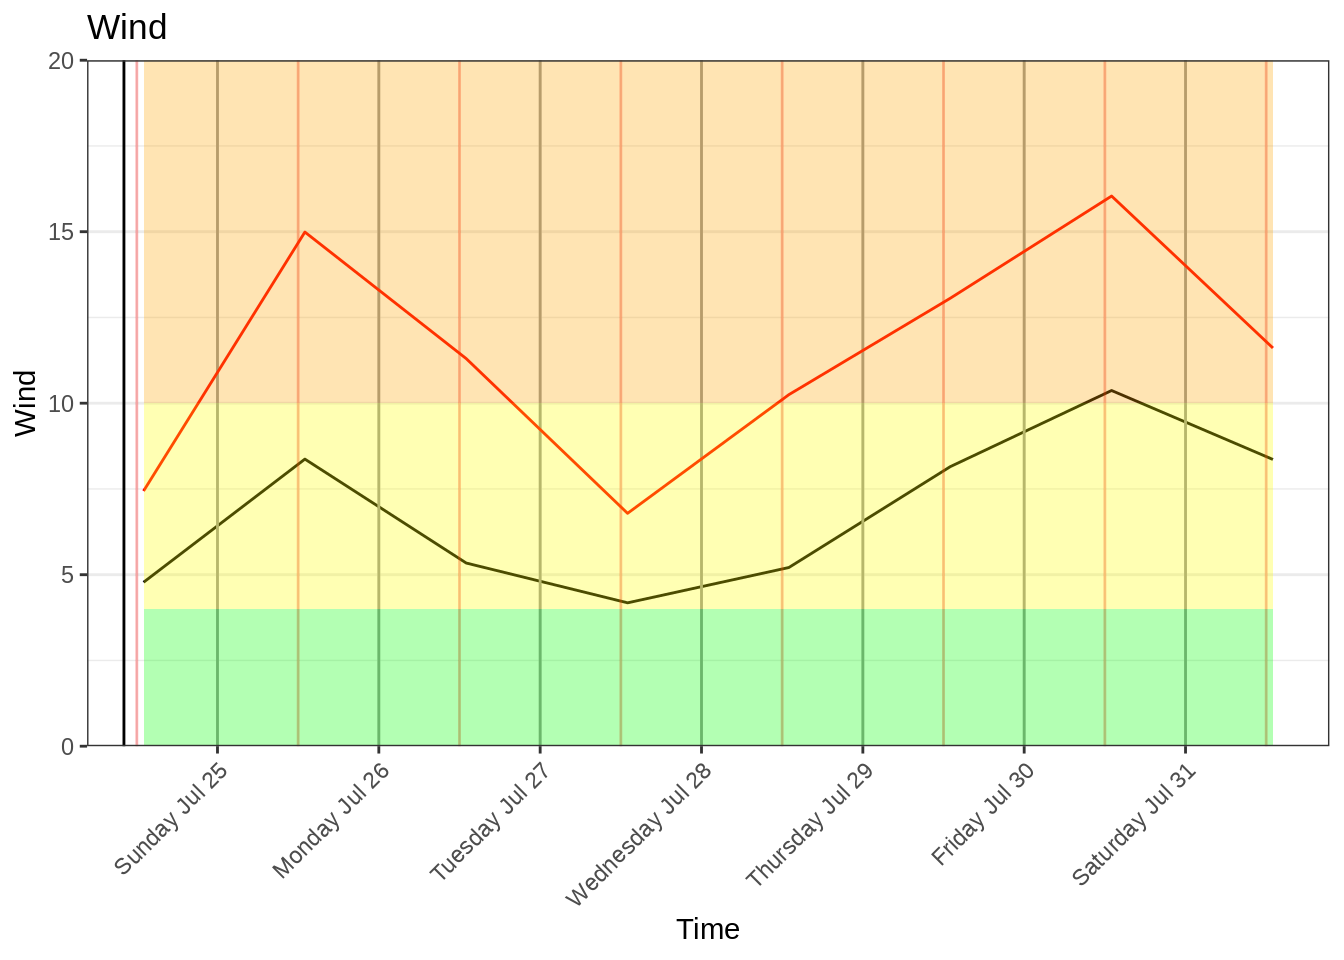 Wind
20
15
10
5
0
Wind
Sunday Jul 25
Monday Jul 26
Tuesday Jul 27
Wednesday Jul 28
Thursday Jul 29
Friday Jul 30
Saturday Jul 31
Time